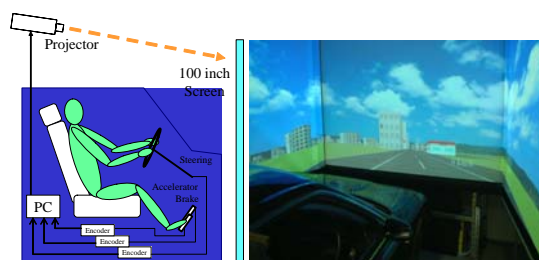 Projector
100 inch
Screen
Steering
Accelerator
Brake
PC
Encoder
Encoder
Encoder